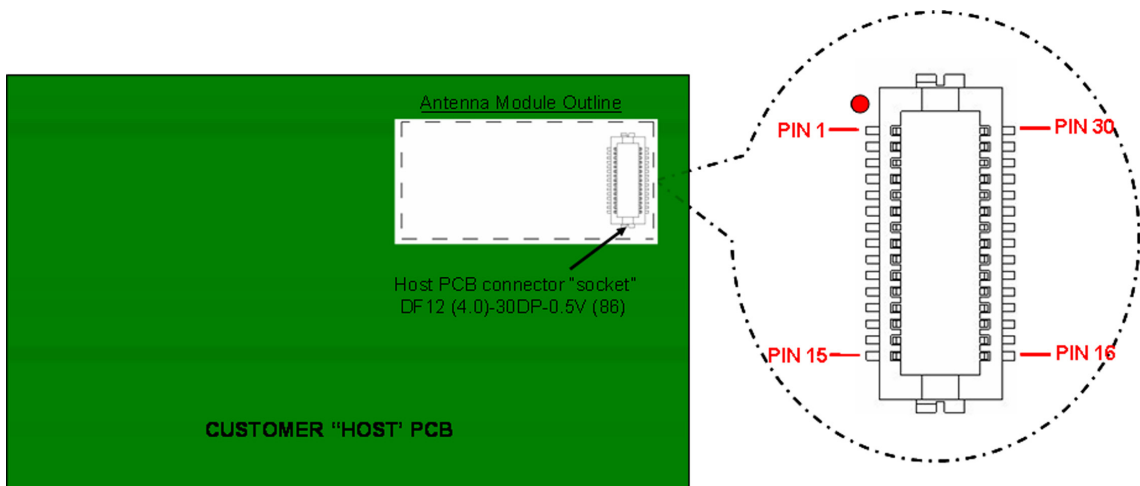 Antenna Module Outline
Host PCB connector "socket"
DF12 (4.0)-30DP-0.5V (86)
CUSTOMER "HOST' PCB
PIN 1
PIN 30
PIN 15
PIN 16